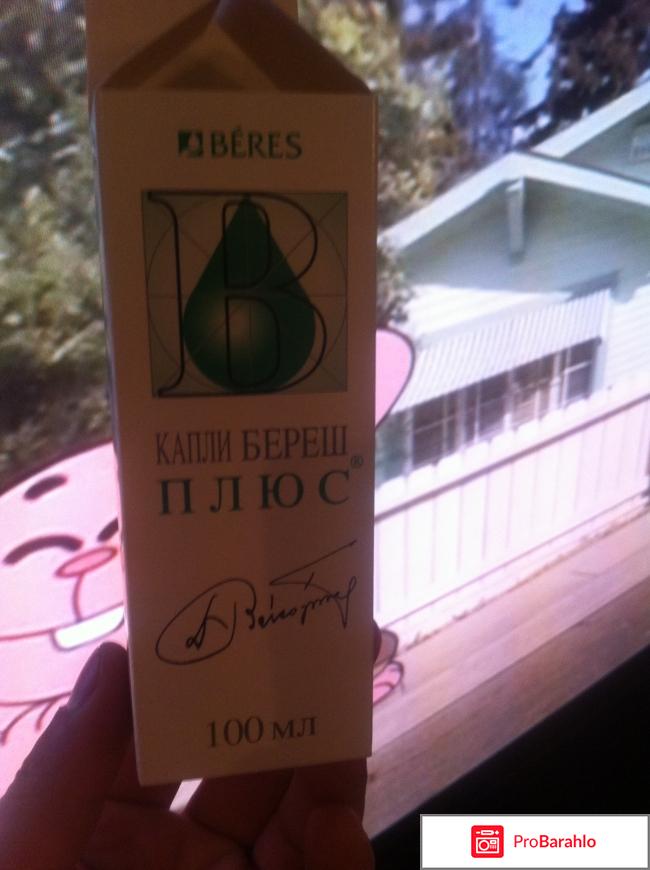 BÉRES
B
КАПЛИ БЕРЕШ
ПЛЮС®
100 мл
ProBarahlo